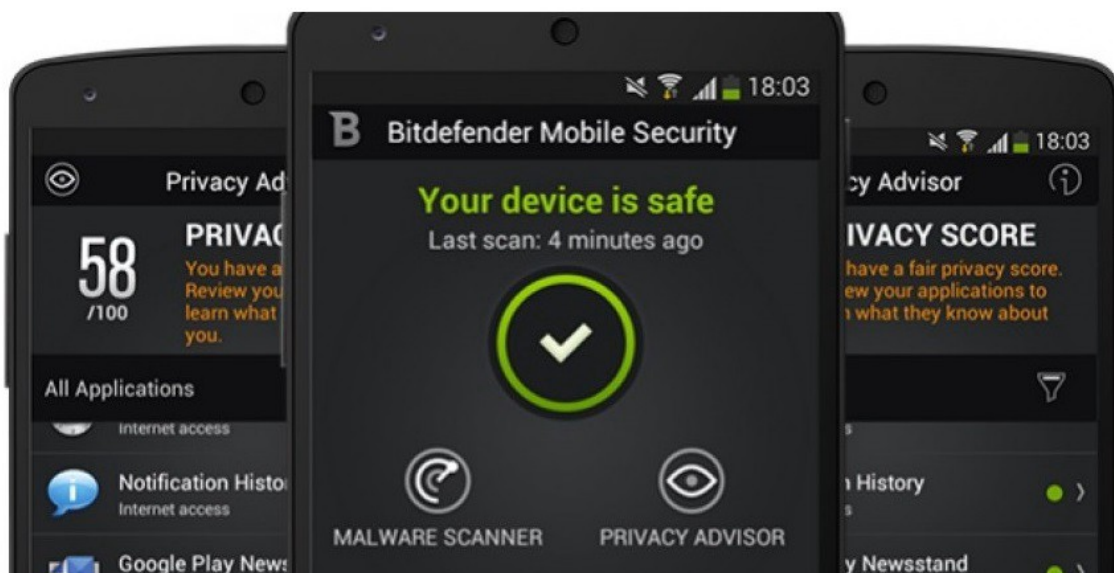 18:03
B Bitdefender Mobile Security
Your device is safe
Last scan: 4 minutes ago
MALWARE SCANNER
PRIVACY ADVISOR
Privacy Ad
58
/100
PRIVAC
You have a
Review you
learn what
you.
All Applications
Internet access
Notification Histo
Internet access
Google Play News
18:03
cy Advisor
IVACY SCORE
have a fair privacy score.
ew your applications to
n what they know about
s
n History
s
y Newsstand